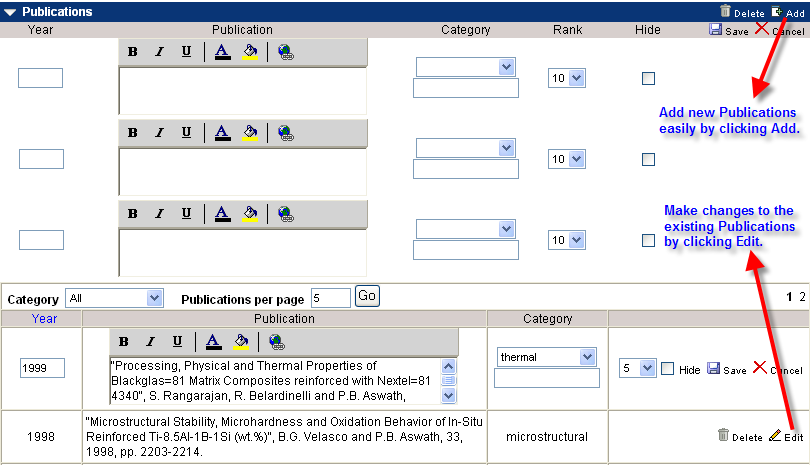 Publications Delete Add
Year Publication Category Rank Hide Save Cancel
B I U A
10
Add new Publications
easily by clicking Add.
B I U A
10
B I U A
10
Make changes to the
existing Publications
by clicking Edit.
Category All Publications per page 5 Go 1 2
Year Publication Category
B I U A
1999
"Processing, Physical and Thermal Properties of
Blackglas=81 Matrix Composites reinforced with Nextel=81
4340", S. Rangarajan, R. Belardinelli and P.B. Aswath,
thermal
5 Hide Save Cancel
1998
"Microstructural Stability, Microhardness and Oxidation Behavior of In-Situ
Reinforced Ti-8.5Al-1B-1Si (wt.%)", B.G. Velasco and P.B. Aswath, 33,
1998, pp. 2203-2214.
microstructural
Delete Edit